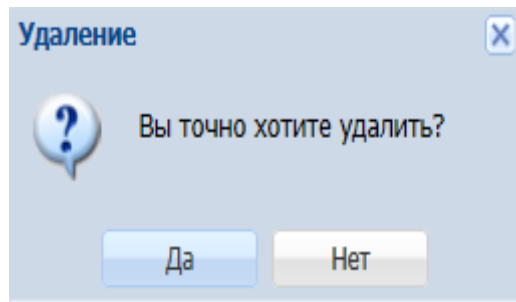 Удаление
Вы точно хотите удалить?
Да
Нет